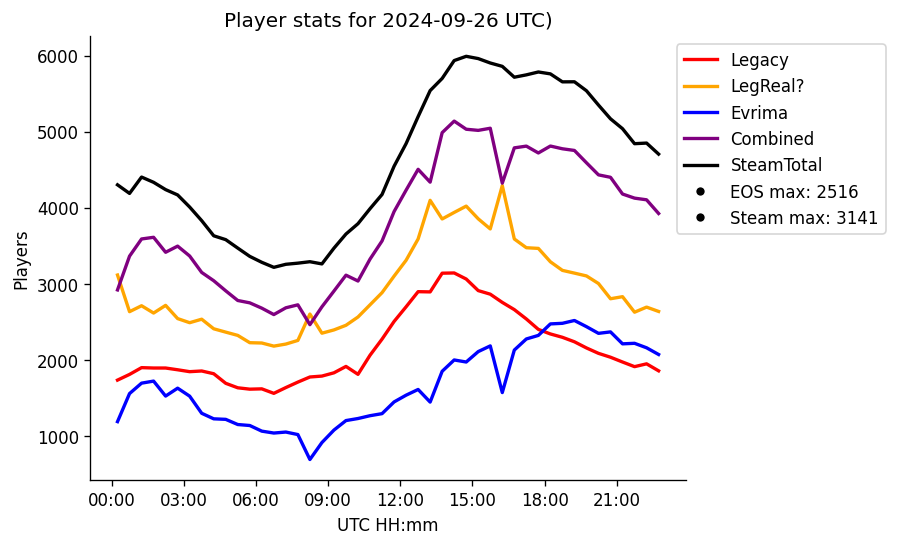 Player stats for 2024-09-26 UTC)
Legacy
LegReal?
Evrima
Combined
SteamTotal
EOS max: 2516
Steam max: 3141
Players
6000
5000
4000
3000
2000
1000
00:00 03:00 06:00 09:00 12:00 15:00 18:00 21:00
UTC HH:mm